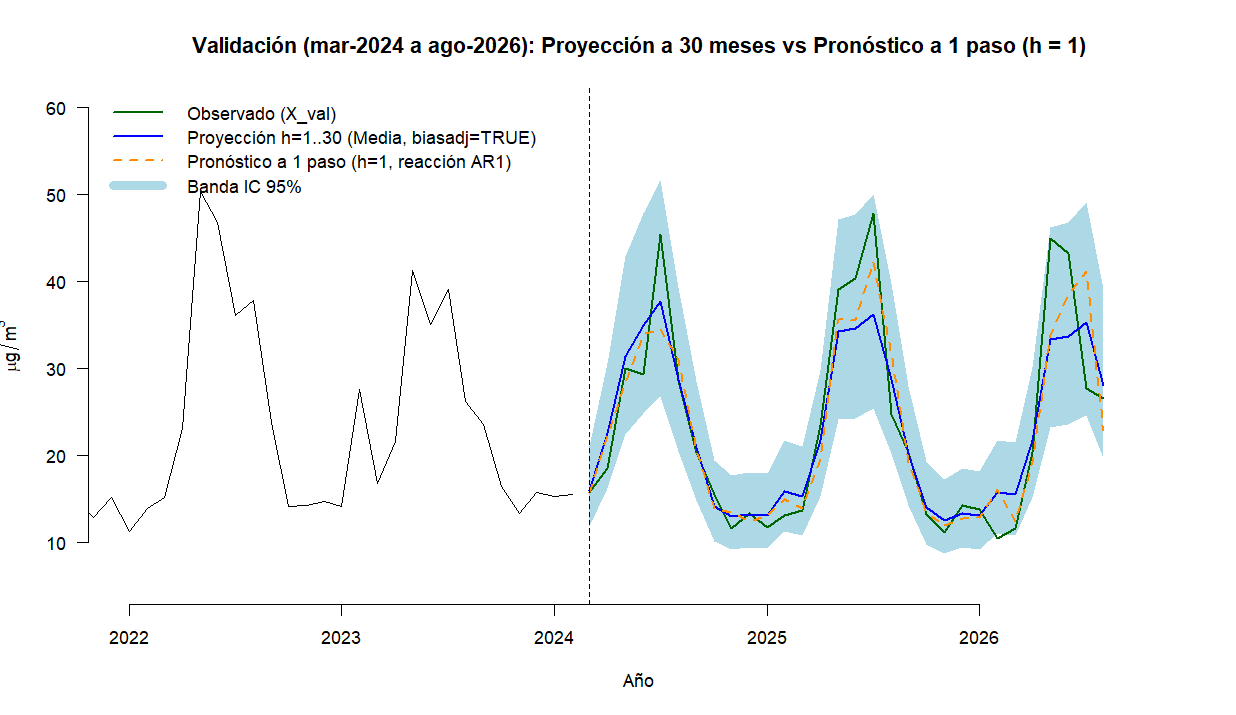 Validación (mar-2024 a ago-2026): Proyección a 30 meses vs Pronóstico a 1 paso (h = 1)
Observado (X_val)
Proyección h=1..30 (Media, biasadj=TRUE)
Pronóstico a 1 paso (h=1, reacción AR1)
Banda IC 95%
60
50
40
30
20
10
μg/m³
2022
2023
2024
2025
2026
Año